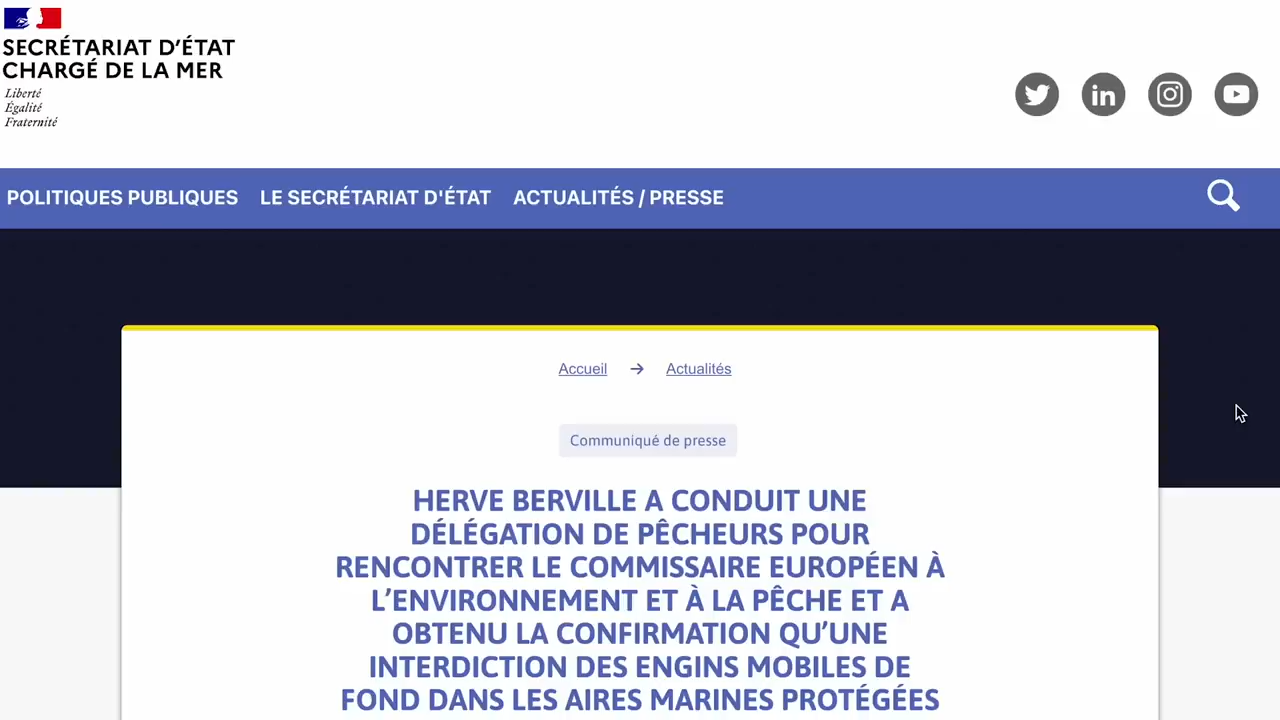 SECRÉTARIAT D’ÉTAT
CHARGÉ DE LA MER
Liberté
Égalité
Fraternité
POLITIQUES PUBLIQUES LE SECRÉTARIAT D'ÉTAT ACTUALITÉS / PRESSE
Accueil → Actualités
Communiqué de presse
HERVE BERVILLE A CONDUIT UNE
DÉLÉGATION DE PÊCHEURS POUR
RENCONTRER LE COMMISSAIRE EUROPÉEN À
L’ENVIRONNEMENT ET À LA PÊCHE ET A
OBTENU LA CONFIRMATION QU’UNE
INTERDICTION DES ENGINS MOBILES DE
FOND DANS LES AIRES MARINES PROTÉGÉES